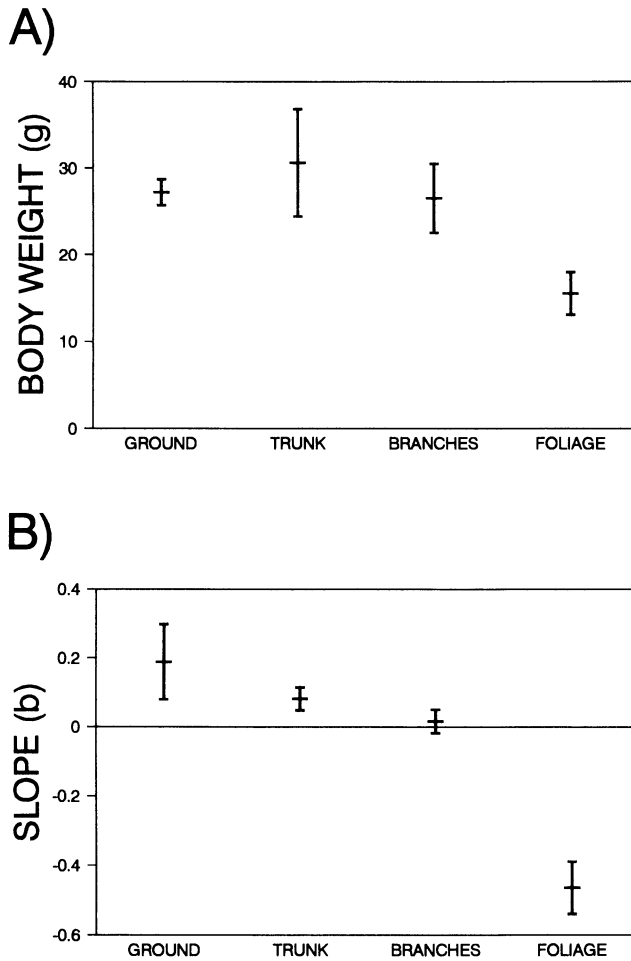 A)
BODY WEIGHT (g)
40
30
20
10
0
GROUND TRUNK BRANCHES FOLIAGE
B)
SLOPE (b)
0.4
0.2
0
-0.2
-0.4
-0.6
GROUND TRUNK BRANCHES FOLIAGE